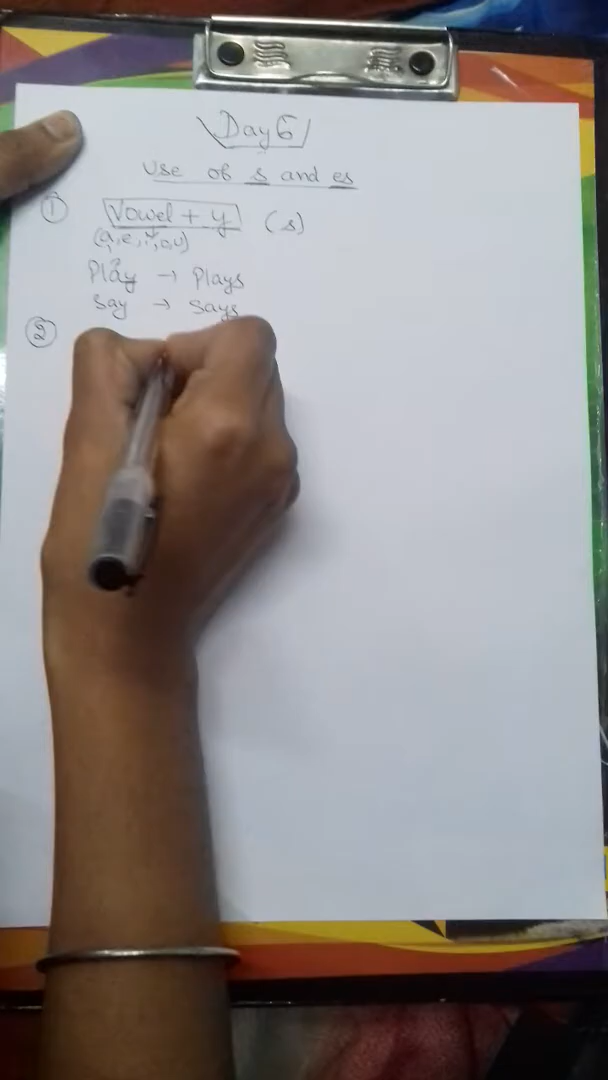 Day 6
Use of s and es
① Vowel + y (s)
(a, e, i, o, u)
Play → Plays
Say → Says
②